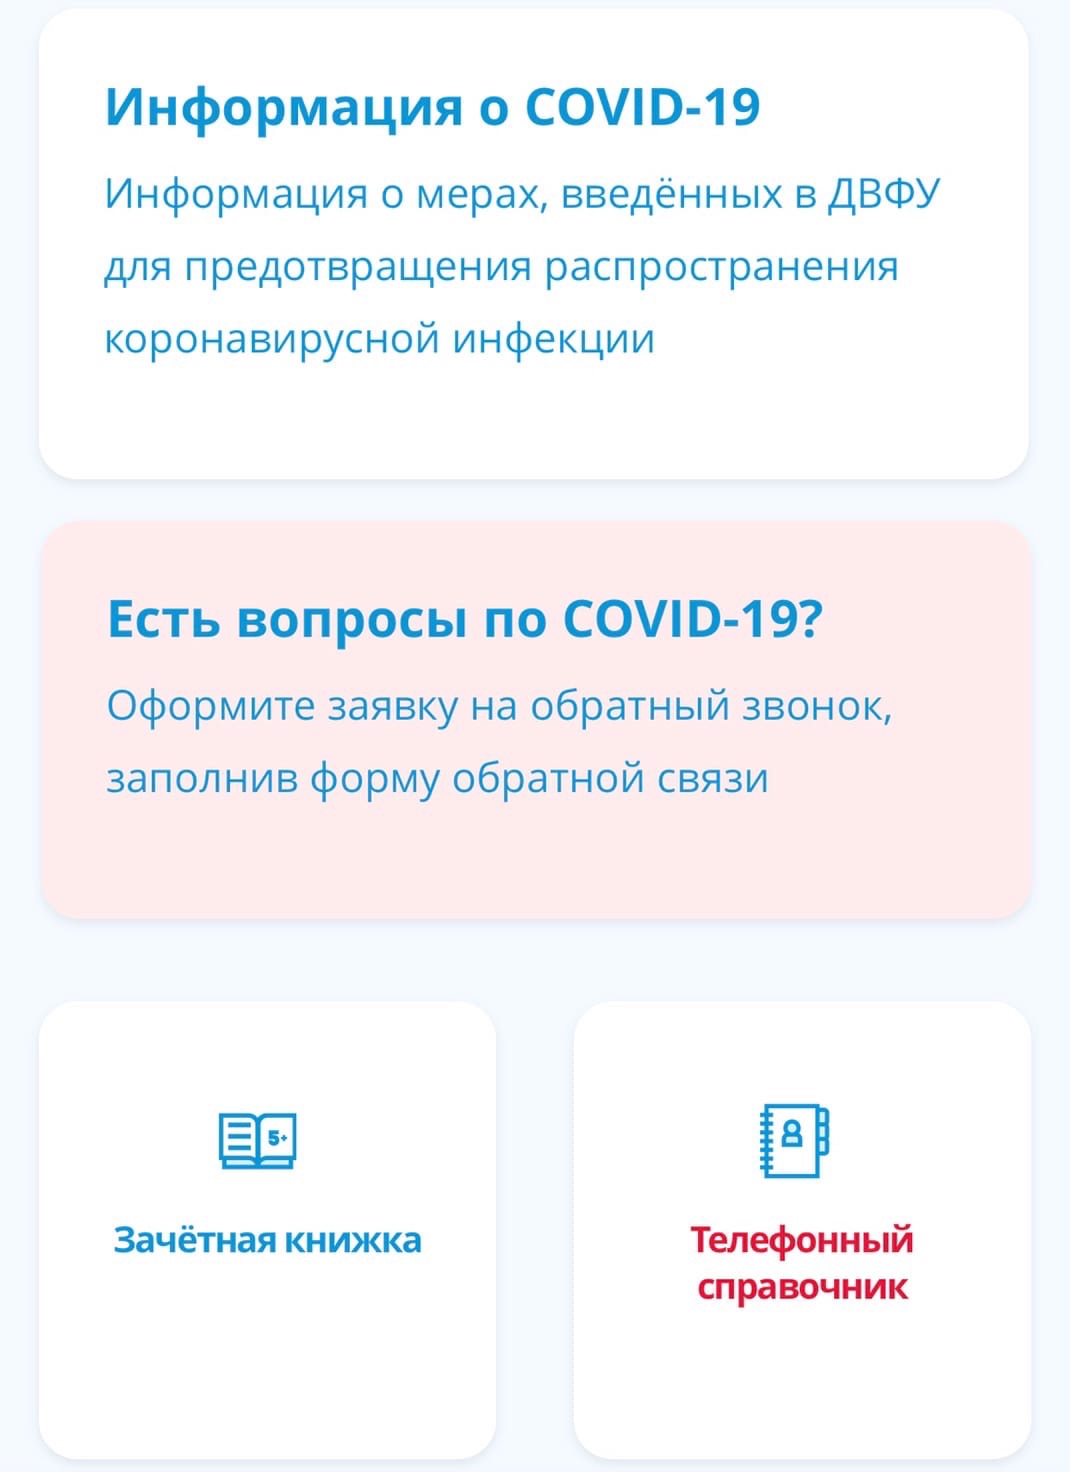 Информация о COVID-19
Информация о мерах, введённых в ДВФУ
для предотвращения распространения
коронавирусной инфекции
Есть вопросы по COVID-19?
Оформите заявку на обратный звонок,
заполнив форму обратной связи
5+
Зачётная книжка
Телефонный
справочник